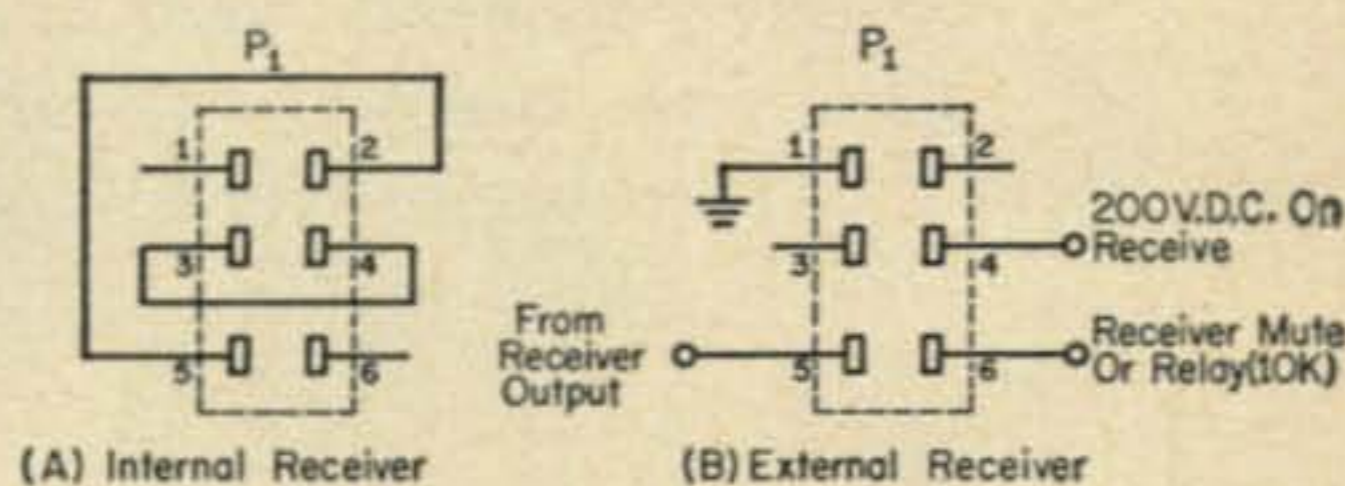 P1
1
2
3
4
5
6
(A) Internal Receiver
P1
1
2
3
4
5
6
200V.D.C. On
Receive
From
Receiver
Output
Receiver Mute
Or Relay(10K)
(B) External Receiver